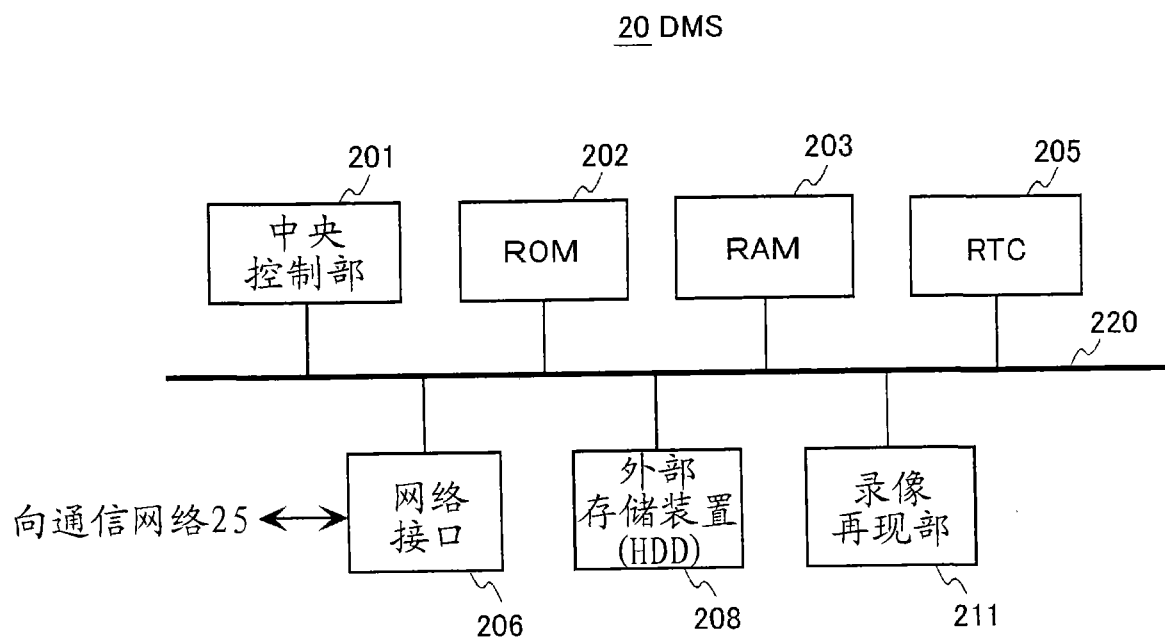 20 DMS
201
202
203
205
中央
控制部
ROM
RAM
RTC
220
网络
接口
外部
存储装置
(HDD)
录像
再现部
向通信网络25
206
208
211